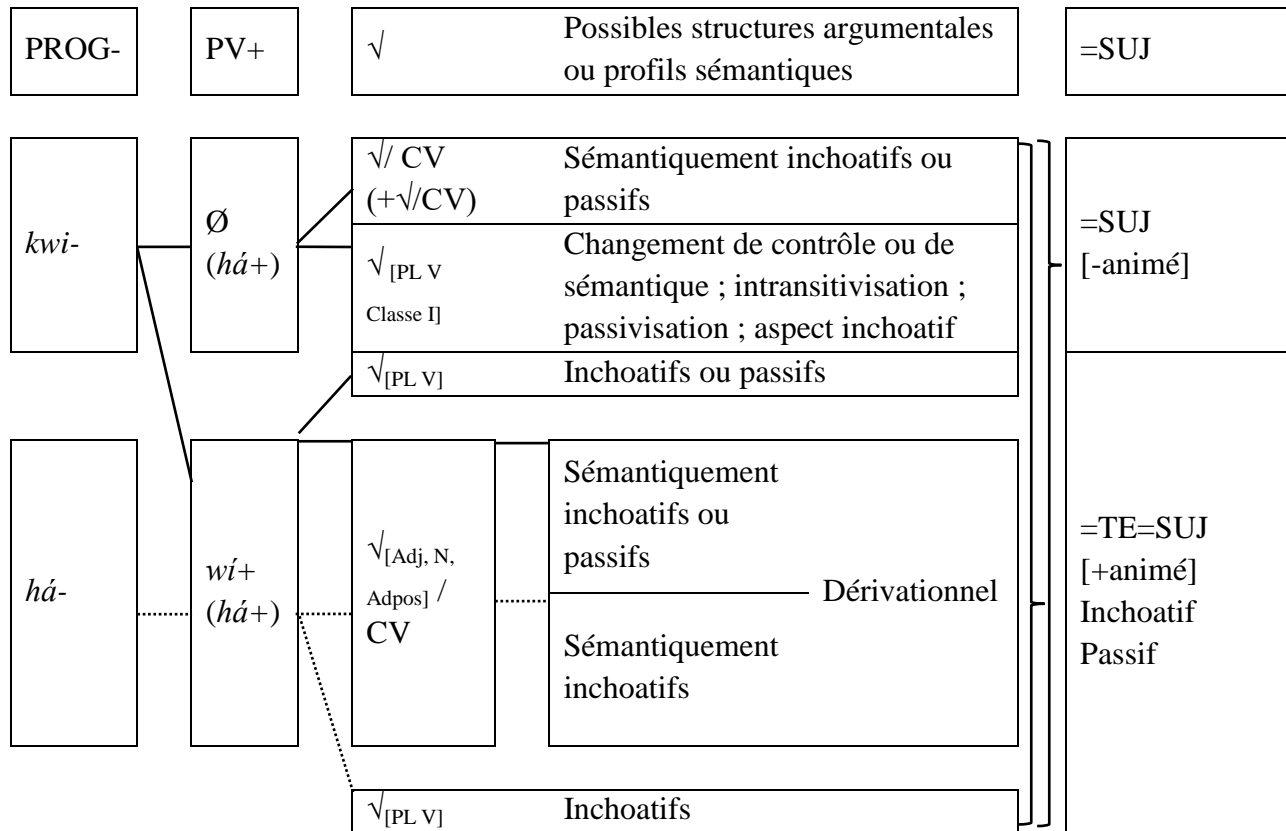 PROG-
PV+
√
Possibles structures argumentales
ou profils sémantiques
=SUJ
kwi-
Ø
(há+)
√/ CV
(+√/CV)
Sémantiquement inchoatifs ou
passifs
√ [PL V
Classe I]
Changement de contrôle ou de
sémantique ; intransitivisation ;
passivisation ; aspect inchoatif
√[PL V]
Inchoatifs ou passifs
=SUJ
[-animé]
há-
wí+
(há+)
√[Adj, N,
Adpos] /
CV
Sémantiquement
inchoatifs ou
passifs
Dérivationnel
Sémantiquement
inchoatifs
=TE=SUJ
[+animé]
Inchoatif
Passif
√[PL V]
Inchoatifs